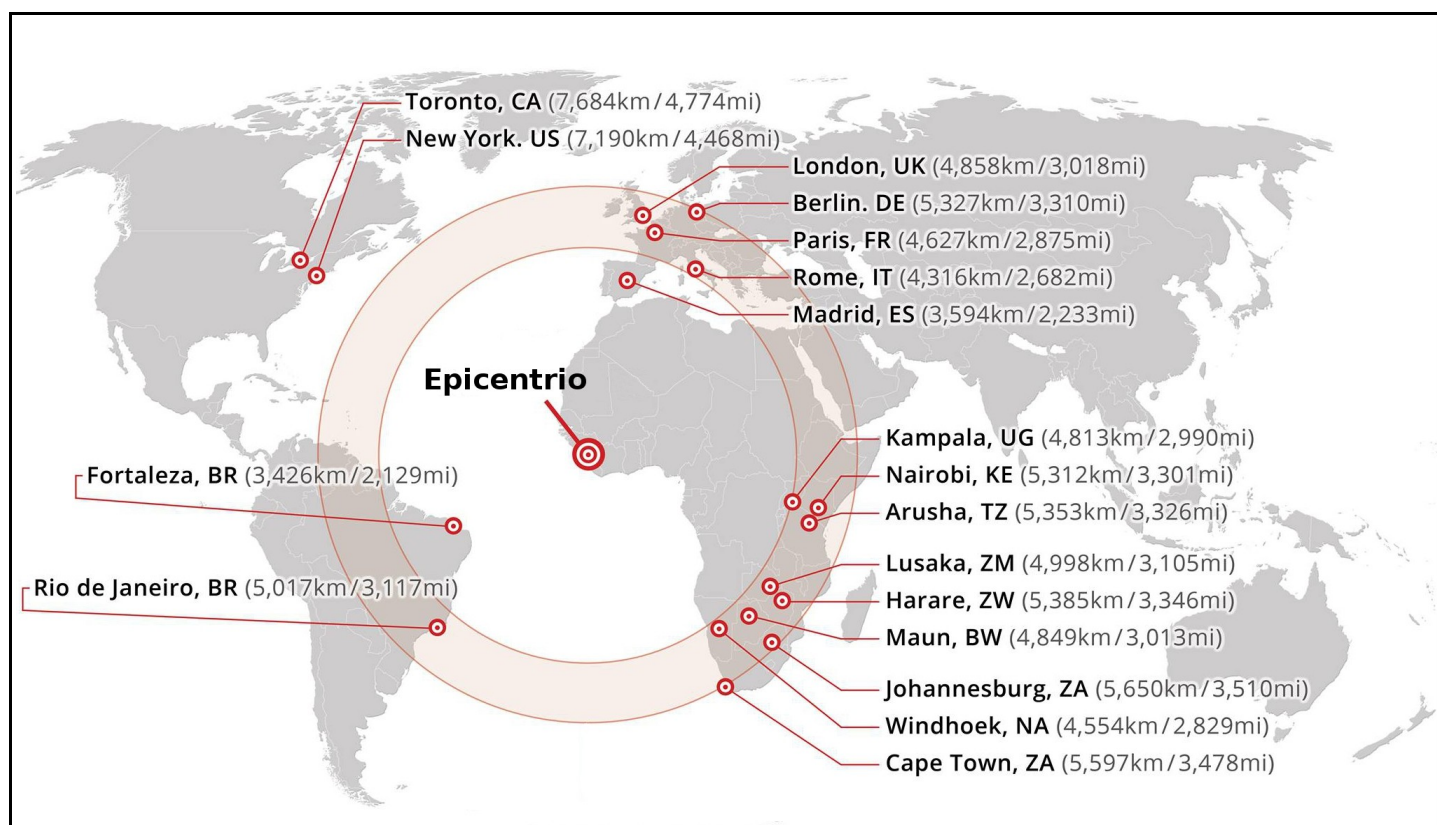 Toronto, CA (7,684km/4,774mi)
New York. US (7,190km/4,468mi)
London, UK (4,858km/3,018mi)
Berlin. DE (5,327km/3,310mi)
Paris, FR (4,627km/2,875mi)
Rome, IT (4,316km/2,682mi)
Madrid, ES (3,594km/2,233mi)
Epicentrio
Kampala, UG (4,813km/2,990mi)
Fortaleza, BR (3,426km/2,129mi)
Nairobi, KE (5,312km/3,301mi)
Arusha, TZ (5,353km/3,326mi)
Lusaka, ZM (4,998km/3,105mi)
Rio de Janeiro, BR (5,017km/3,117mi)
Harare, ZW (5,385km/3,346mi)
Maun, BW (4,849km/3,013mi)
Johannesburg, ZA (5,650km/3,510mi)
Windhoek, NA (4,554km/2,829mi)
Cape Town, ZA (5,597km/3,478mi)